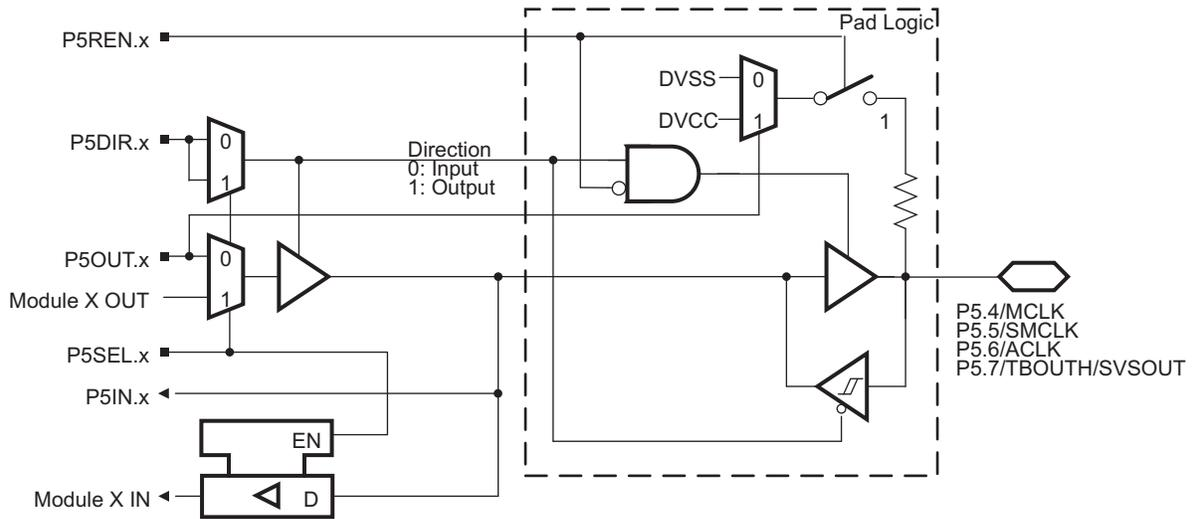 Pad Logic
P5REN.x
DVSS
0
DVCC
1
1
P5DIR.x
0
1
Direction
0: Input
1: Output
P5OUT.x
0
Module X OUT
1
P5SEL.x
P5IN.x
EN
Module X IN
D
P5.4/MCLK
P5.5/SMCLK
P5.6/ACLK
P5.7/TBOUTH/SVSOUT